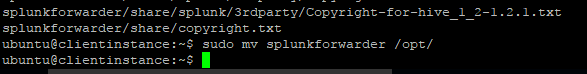 splunkforwarder/share/splunk/3rdparty/Copyright-for-hive_1_2-1.2.1.txt
splunkforwarder/share/copyright.txt
ubuntu@clientinstance:~$ sudo mv splunkforwarder /opt/
ubuntu@clientinstance:~$